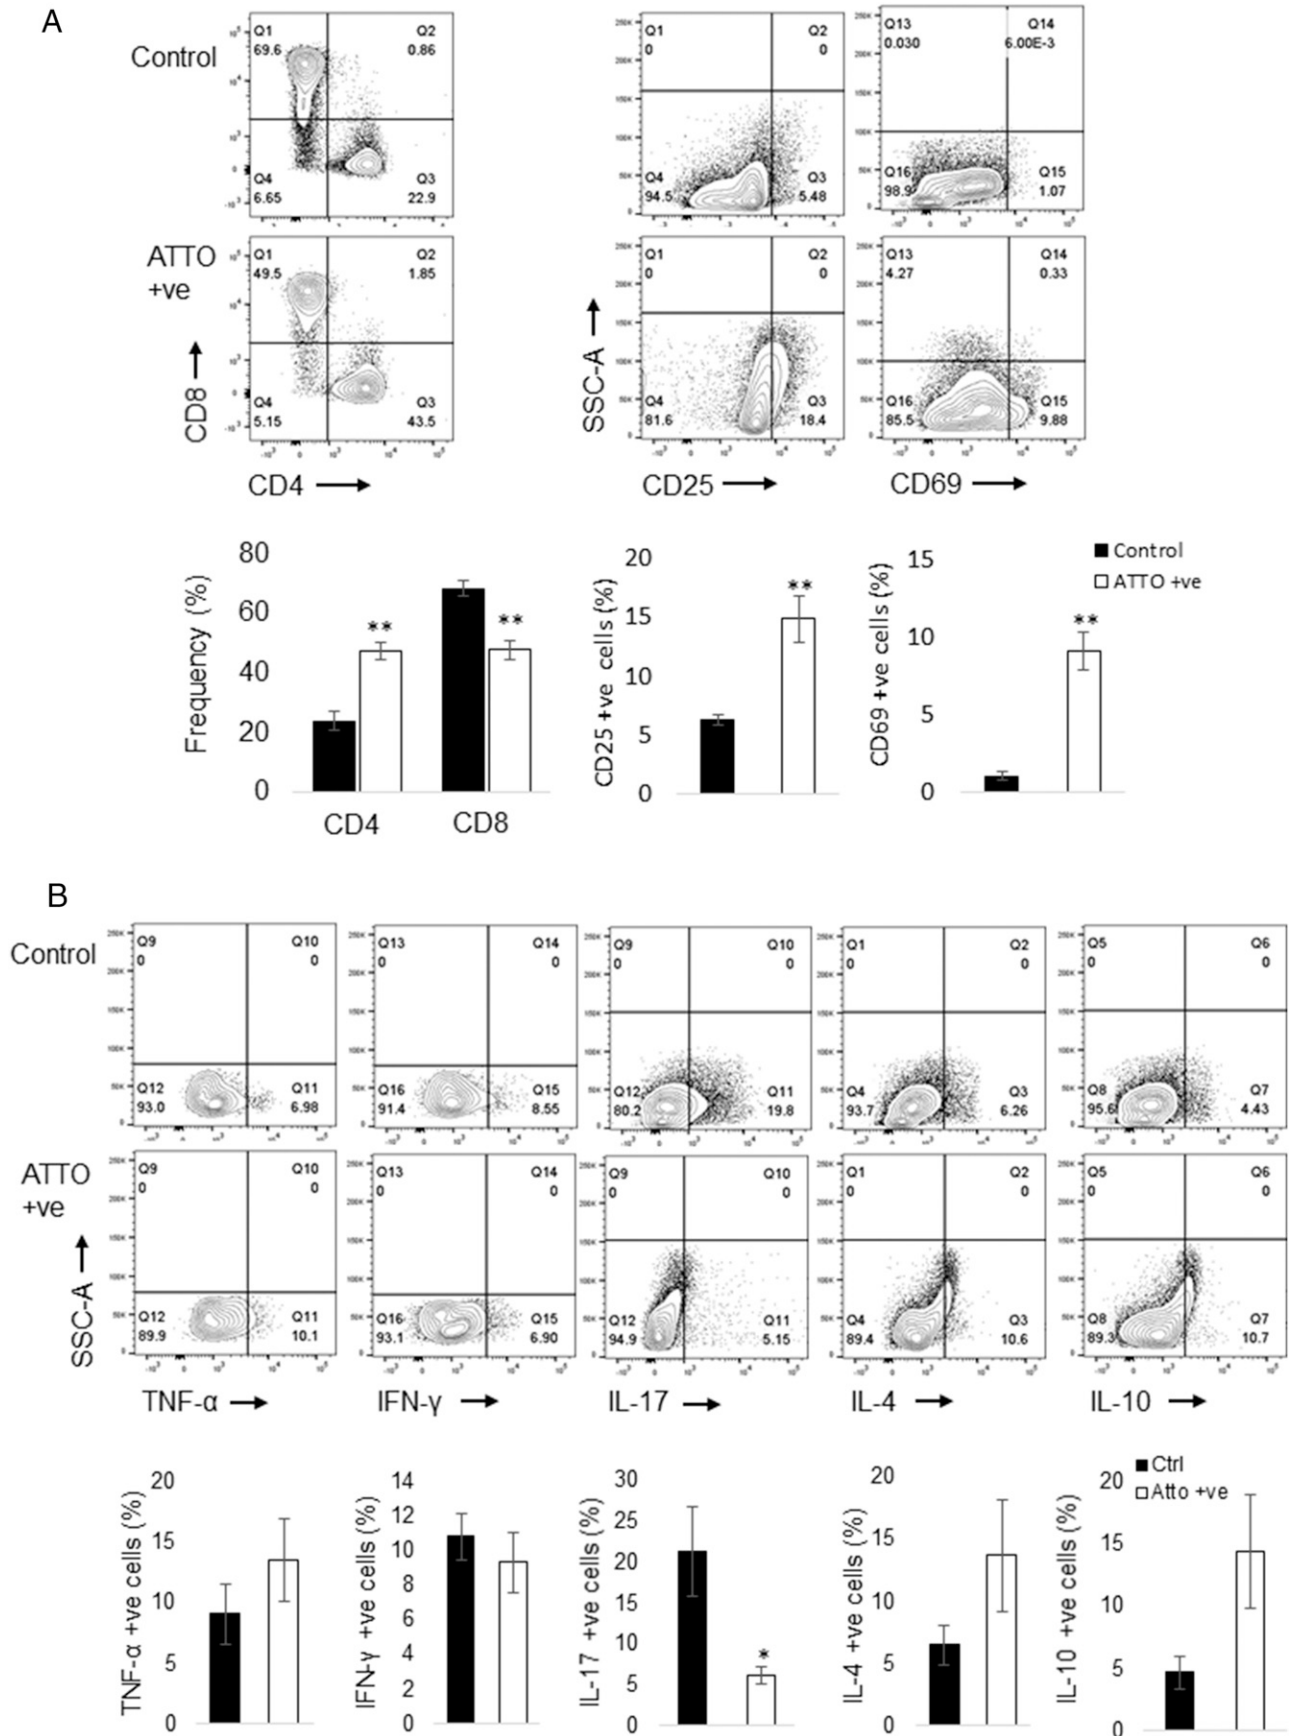 A
Control
Q1
69.6
Q2
0.86
Q4
6.65
Q3
22.9
Q1
0
Q2
0
Q4
94.5
Q3
5.48
Q13
0.030
Q14
6.00E-3
Q16
98.9
Q15
1.07
ATTO
+ve
Q1
49.5
Q2
1.85
Q4
5.15
Q3
43.5
Q1
0
Q2
0
Q4
81.6
Q3
18.4
Q13
4.27
Q14
0.33
Q16
85.5
Q15
9.88
CD8
SSC-A
CD4
CD25
CD69
Frequency (%)
80
60
40
20
0
**
**
CD4
CD8
CD25 +ve cells (%)
20
15
10
5
0
**
CD69 +ve cells (%)
15
10
5
0
**
Control
ATTO +ve
B
Control
Q9
0
Q10
0
Q12
93.0
Q11
6.98
Q13
0
Q14
0
Q16
91.4
Q15
8.55
Q9
0
Q10
0
Q12
80.2
Q11
19.8
Q1
0
Q2
0
Q4
93.7
Q3
6.26
Q5
0
Q6
0
Q8
95.6
Q7
4.43
ATTO
+ve
Q9
0
Q10
0
Q12
89.9
Q11
10.1
Q13
0
Q14
0
Q16
93.1
Q15
6.90
Q9
0
Q10
0
Q12
94.9
Q11
5.15
Q1
0
Q2
0
Q4
89.4
Q3
10.6
Q5
0
Q6
0
Q8
89.3
Q7
10.7
SSC-A
TNF-α
IFN-γ
IL-17
IL-4
IL-10
TNF-α +ve cells (%)
20
15
10
5
0
IFN-γ +ve cells (%)
14
12
10
8
6
4
2
0
IL-17 +ve cells (%)
30
25
20
15
10
5
0
*
IL-4 +ve cells (%)
20
15
10
5
0
IL-10 +ve cells (%)
20
15
10
5
0
Ctrl
Atto +ve